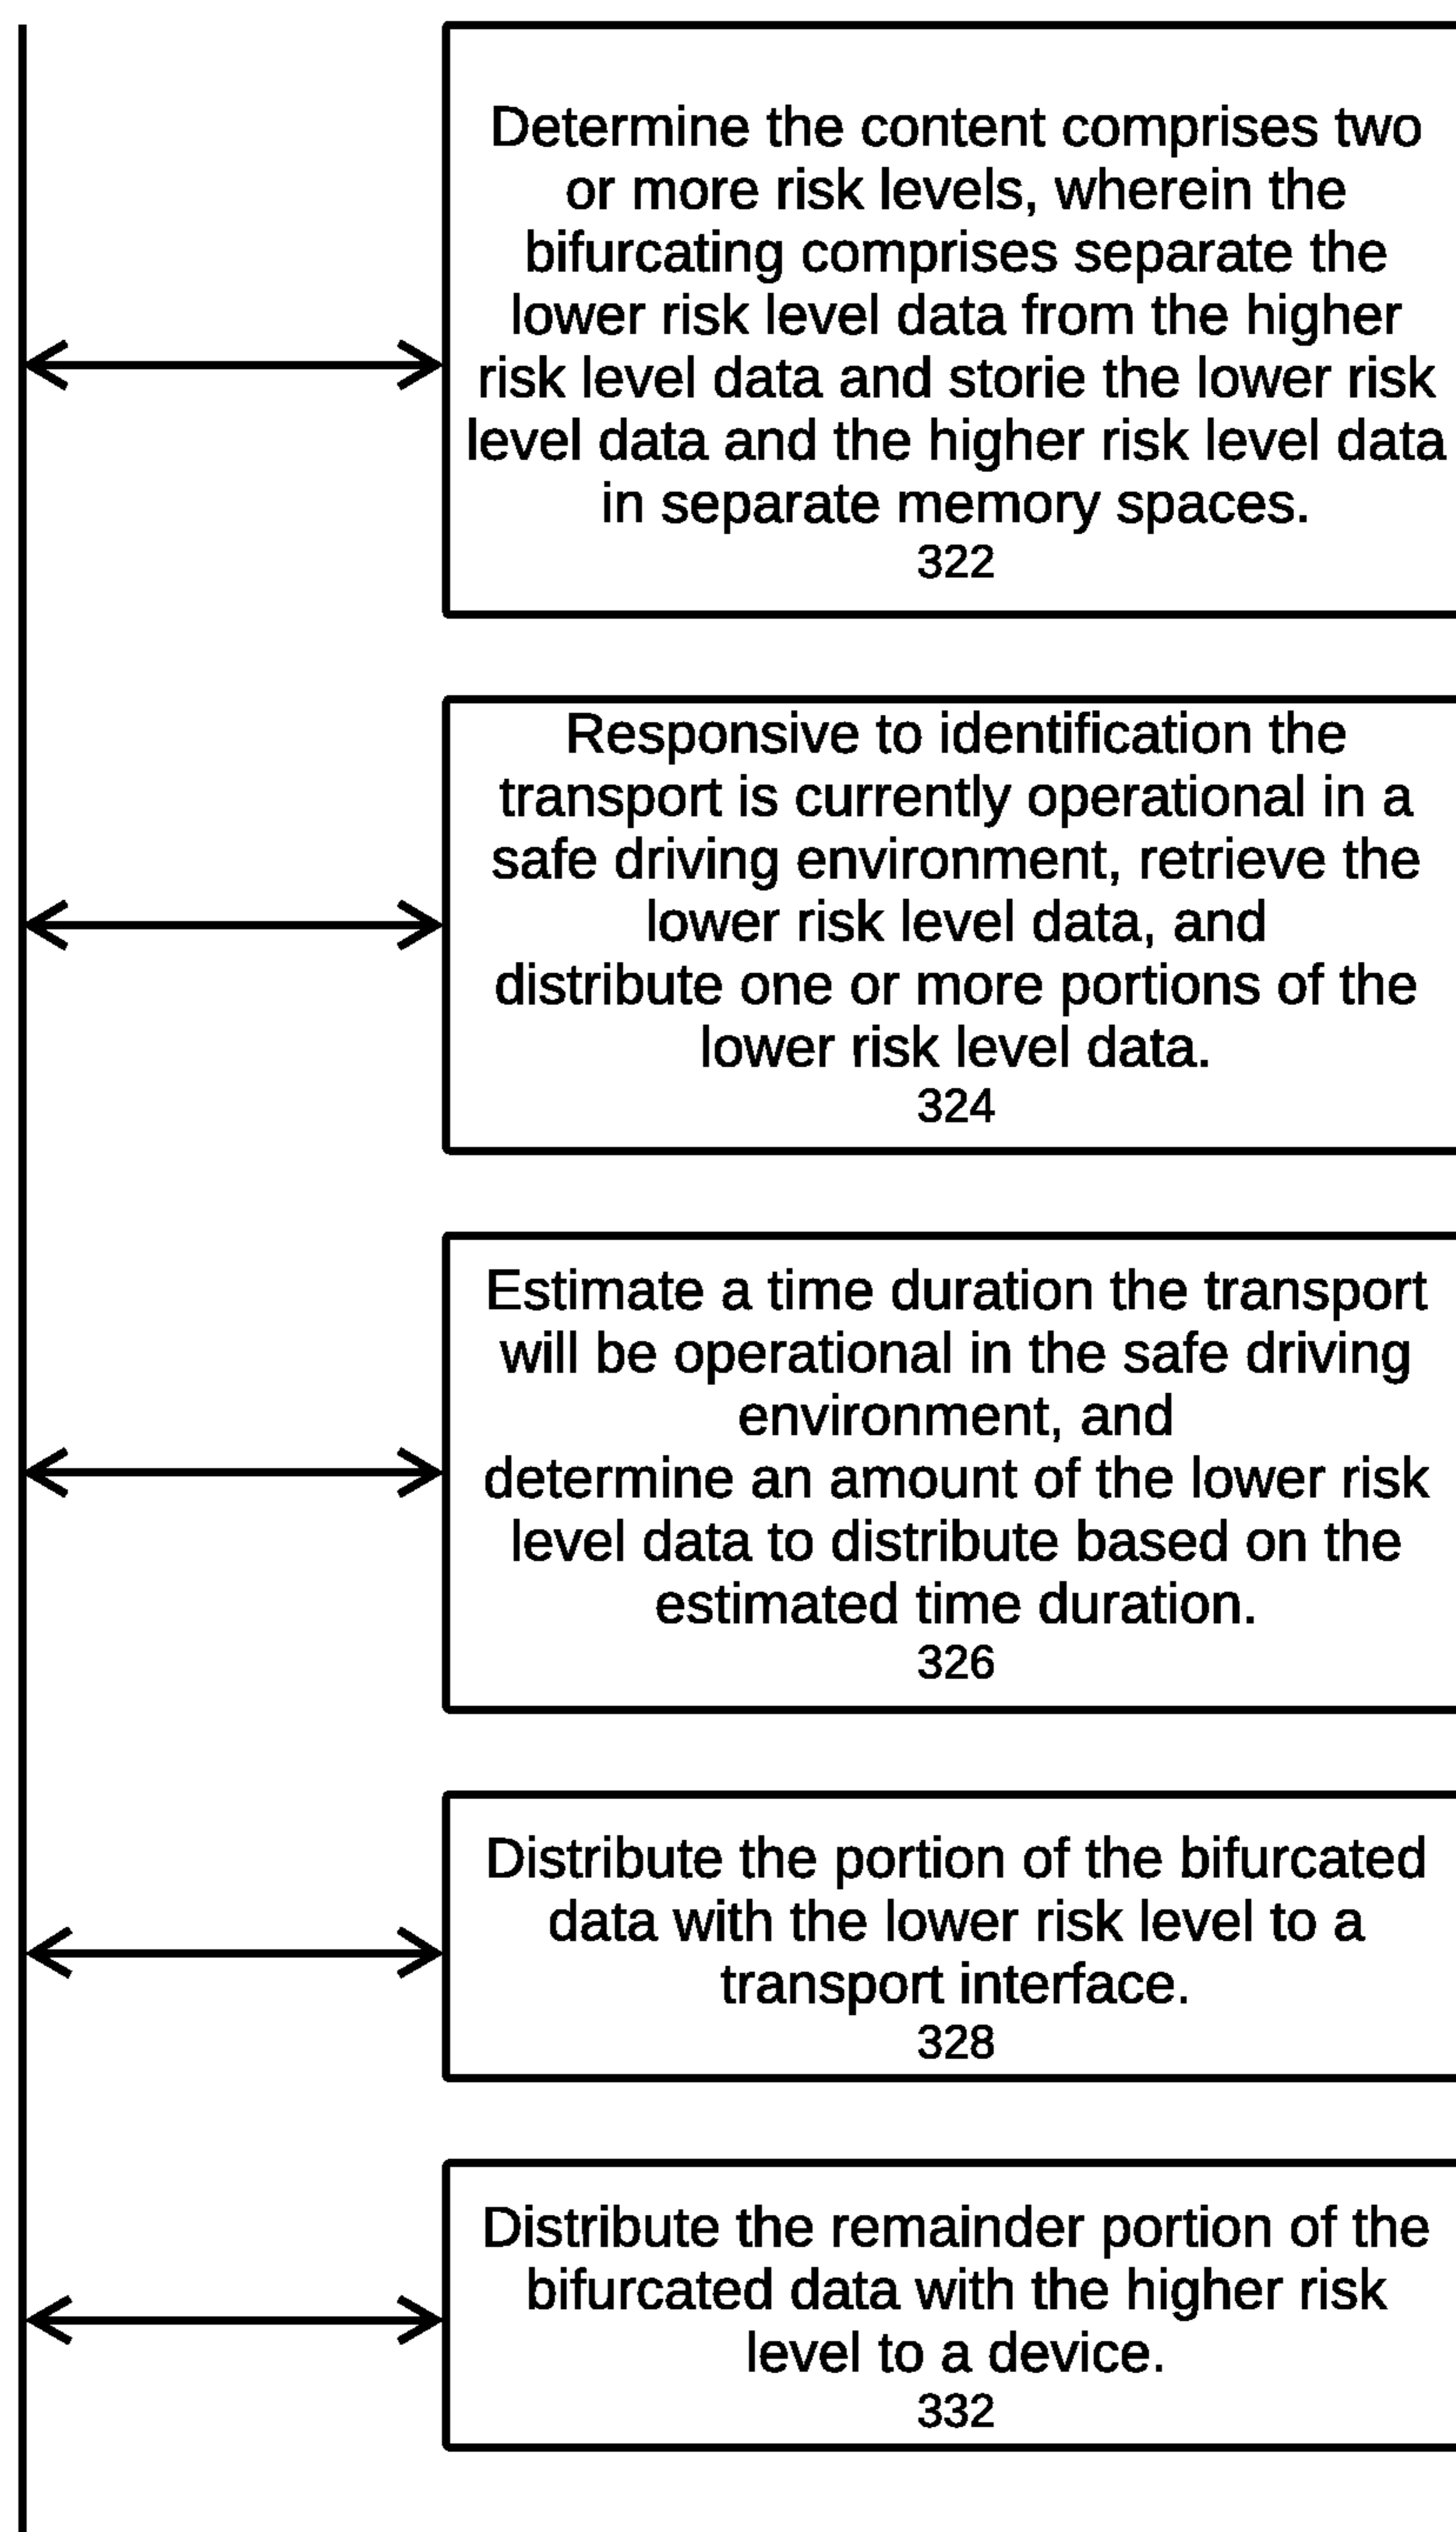 Determine the content comprises two
or more risk levels, wherein the
bifurcating comprises separate the
lower risk level data from the higher
risk level data and storie the lower risk
level data and the higher risk level data
in separate memory spaces.
322
Responsive to identification the
transport is currently operational in a
safe driving environment, retrieve the
lower risk level data, and
distribute one or more portions of the
lower risk level data.
324
Estimate a time duration the transport
will be operational in the safe driving
environment, and
determine an amount of the lower risk
level data to distribute based on the
estimated time duration.
326
Distribute the portion of the bifurcated
data with the lower risk level to a
transport interface.
328
Distribute the remainder portion of the
bifurcated data with the higher risk
level to a device.
332